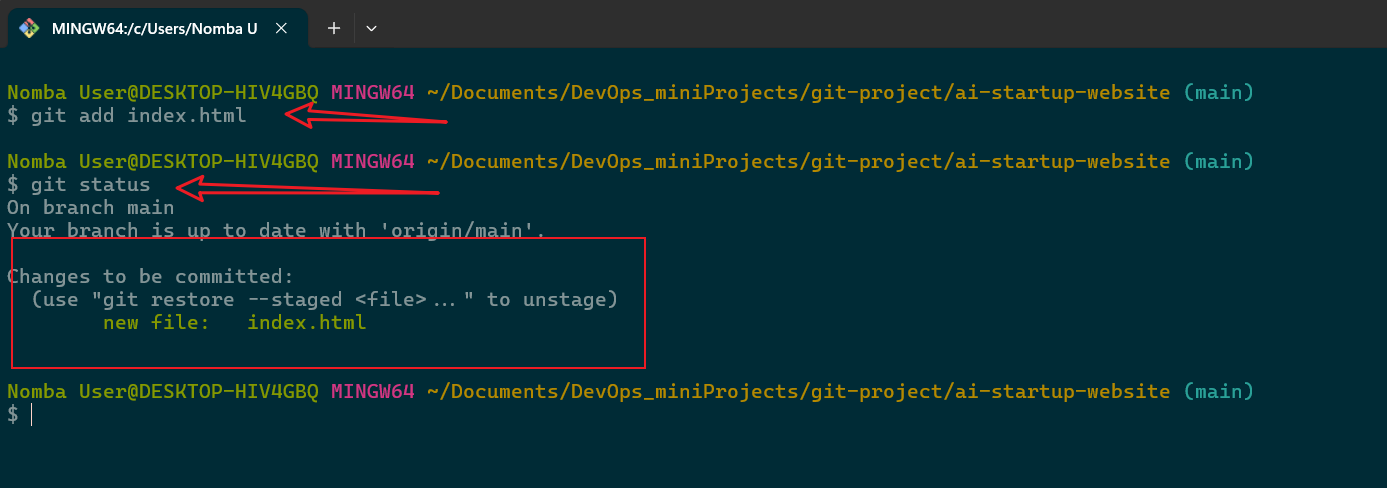 MINGW64:/c/Users/Nomba U
Nomba User@DESKTOP-HIV4GBQ MINGW64 ~/Documents/DevOps_miniProjects/git-project/ai-startup-website (main)
$ git add index.html
Nomba User@DESKTOP-HIV4GBQ MINGW64 ~/Documents/DevOps_miniProjects/git-project/ai-startup-website (main)
$ git status
On branch main
Your branch is up to date with 'origin/main'.
Changes to be committed:
  (use "git restore --staged <file>..." to unstage)
        new file:   index.html
Nomba User@DESKTOP-HIV4GBQ MINGW64 ~/Documents/DevOps_miniProjects/git-project/ai-startup-website (main)
$